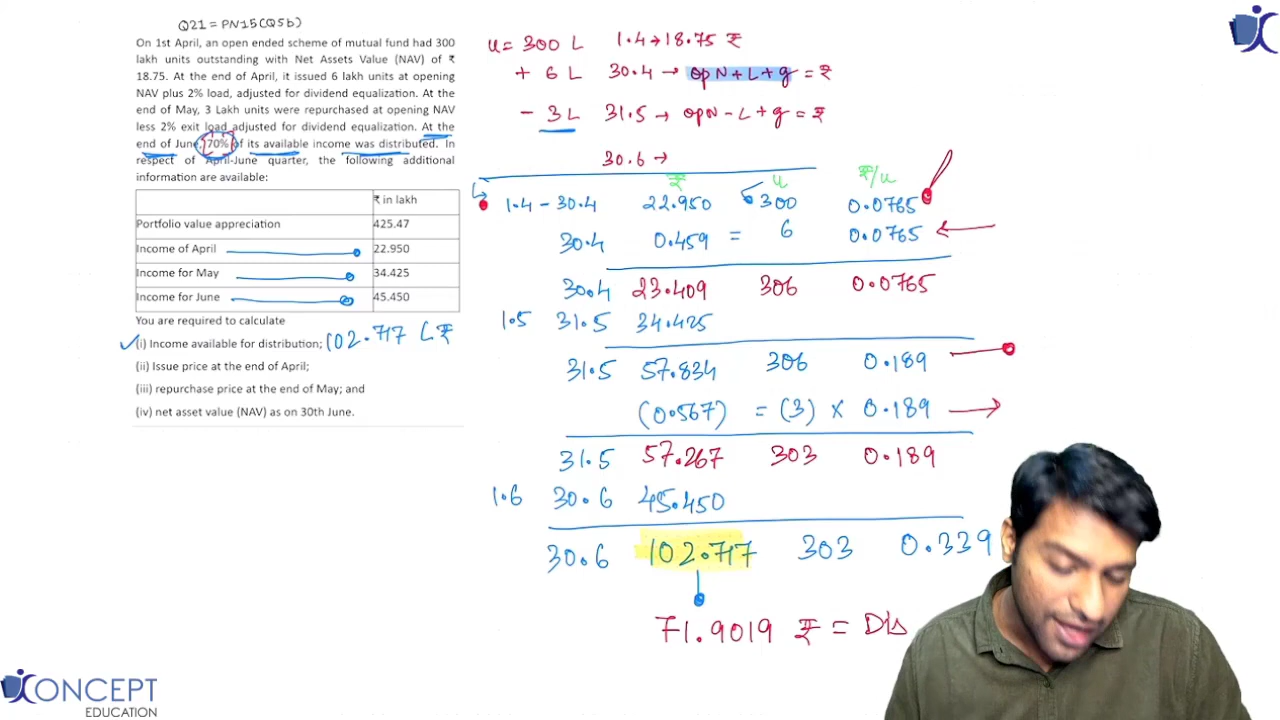 Q21 = PN15(Q5b)
On 1st April, an open ended scheme of mutual fund had 300
lakh units outstanding with Net Assets Value (NAV) of ₹
18.75. At the end of April, it issued 6 lakh units at opening
NAV plus 2% load, adjusted for dividend equalization. At the
end of May, 3 Lakh units were repurchased at opening NAV
less 2% exit load adjusted for dividend equalization. At the
end of June, 70% of its available income was distributed. In
respect of April-June quarter, the following additional
information are available:
₹ in lakh
Portfolio value appreciation 425.47
Income of April 22.950
Income for May 34.425
Income for June 45.450
You are required to calculate
(i) Income available for distribution; 102.717 L ₹
(ii) Issue price at the end of April;
(iii) repurchase price at the end of May; and
(iv) net asset value (NAV) as on 30th June.
u = 300 L 1.4→18.75 ₹
+ 6 L 30.4 → opN+L+g = ₹
- 3L 31.5 → opN-L+g = ₹
30.6 →
₹ u ₹/u
1.4 - 30.4 22.950 300 0.0765
30.4 0.459 = 6 0.0765
30.4 23.409 306 0.0765
1.5 31.5 34.425
31.5 57.834 306 0.189
(0.567) = (3) × 0.189
31.5 57.267 303 0.189
1.6 30.6 45.450
30.6 102.717 303 0.339
71.9019 ₹ = Dis
CONCEPT
EDUCATION